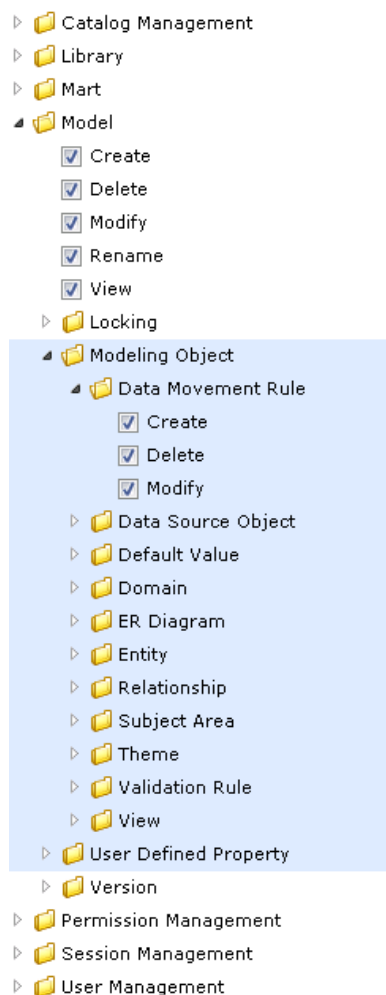 Catalog Management
Library
Mart
Model
Create
Delete
Modify
Rename
View
Locking
Modeling Object
Data Movement Rule
Create
Delete
Modify
Data Source Object
Default Value
Domain
ER Diagram
Entity
Relationship
Subject Area
Theme
Validation Rule
View
User Defined Property
Version
Permission Management
Session Management
User Management